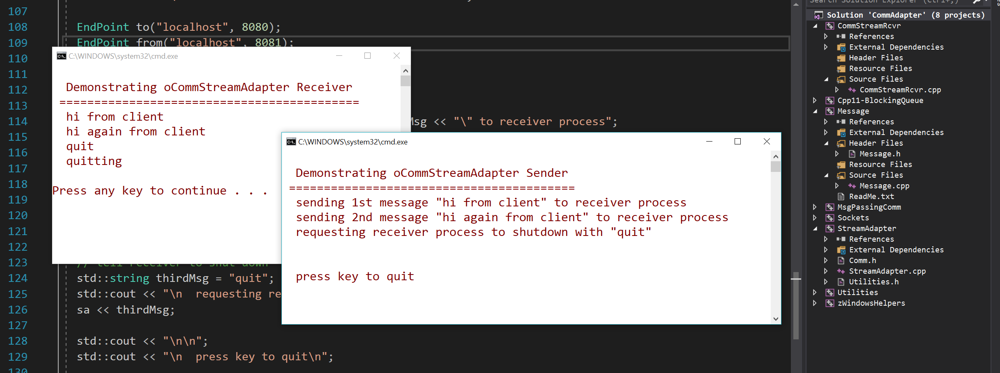 107
108 EndPoint to("localhost", 8080);
109 EndPoint from("localhost", 8081);
110
111
112
113
114 Msg << "\" to receiver process";
115
116
117
118
119
120
121
122
123 // tell receiver to shut down
124 std::string thirdMsg = "quit";
125 std::cout << "\n  requesting re
126 sa << thirdMsg;
127
128 std::cout << "\n\n";
129 std::cout << "\n  press key to quit\n";
130
C:\WINDOWS\system32\cmd.exe
Demonstrating oCommStreamAdapter Receiver
===========================================
hi from client
hi again from client
quit
quitting
Press any key to continue . . .
C:\WINDOWS\system32\cmd.exe
Demonstrating oCommStreamAdapter Sender
=========================================
sending 1st message "hi from client" to receiver process
sending 2nd message "hi again from client" to receiver process
requesting receiver process to shutdown with "quit"
press key to quit
Search Solution Explorer (Ctrl+;)
Solution 'CommAdapter' (8 projects)
CommStreamRcvr
References
External Dependencies
Header Files
Resource Files
Source Files
CommStreamRcvr.cpp
Cpp11-BlockingQueue
Message
References
External Dependencies
Header Files
Message.h
Resource Files
Source Files
Message.cpp
ReadMe.txt
MsgPassingComm
Sockets
StreamAdapter
References
External Dependencies
Comm.h
StreamAdapter.cpp
Utilities.h
Utilities
zWindowsHelpers